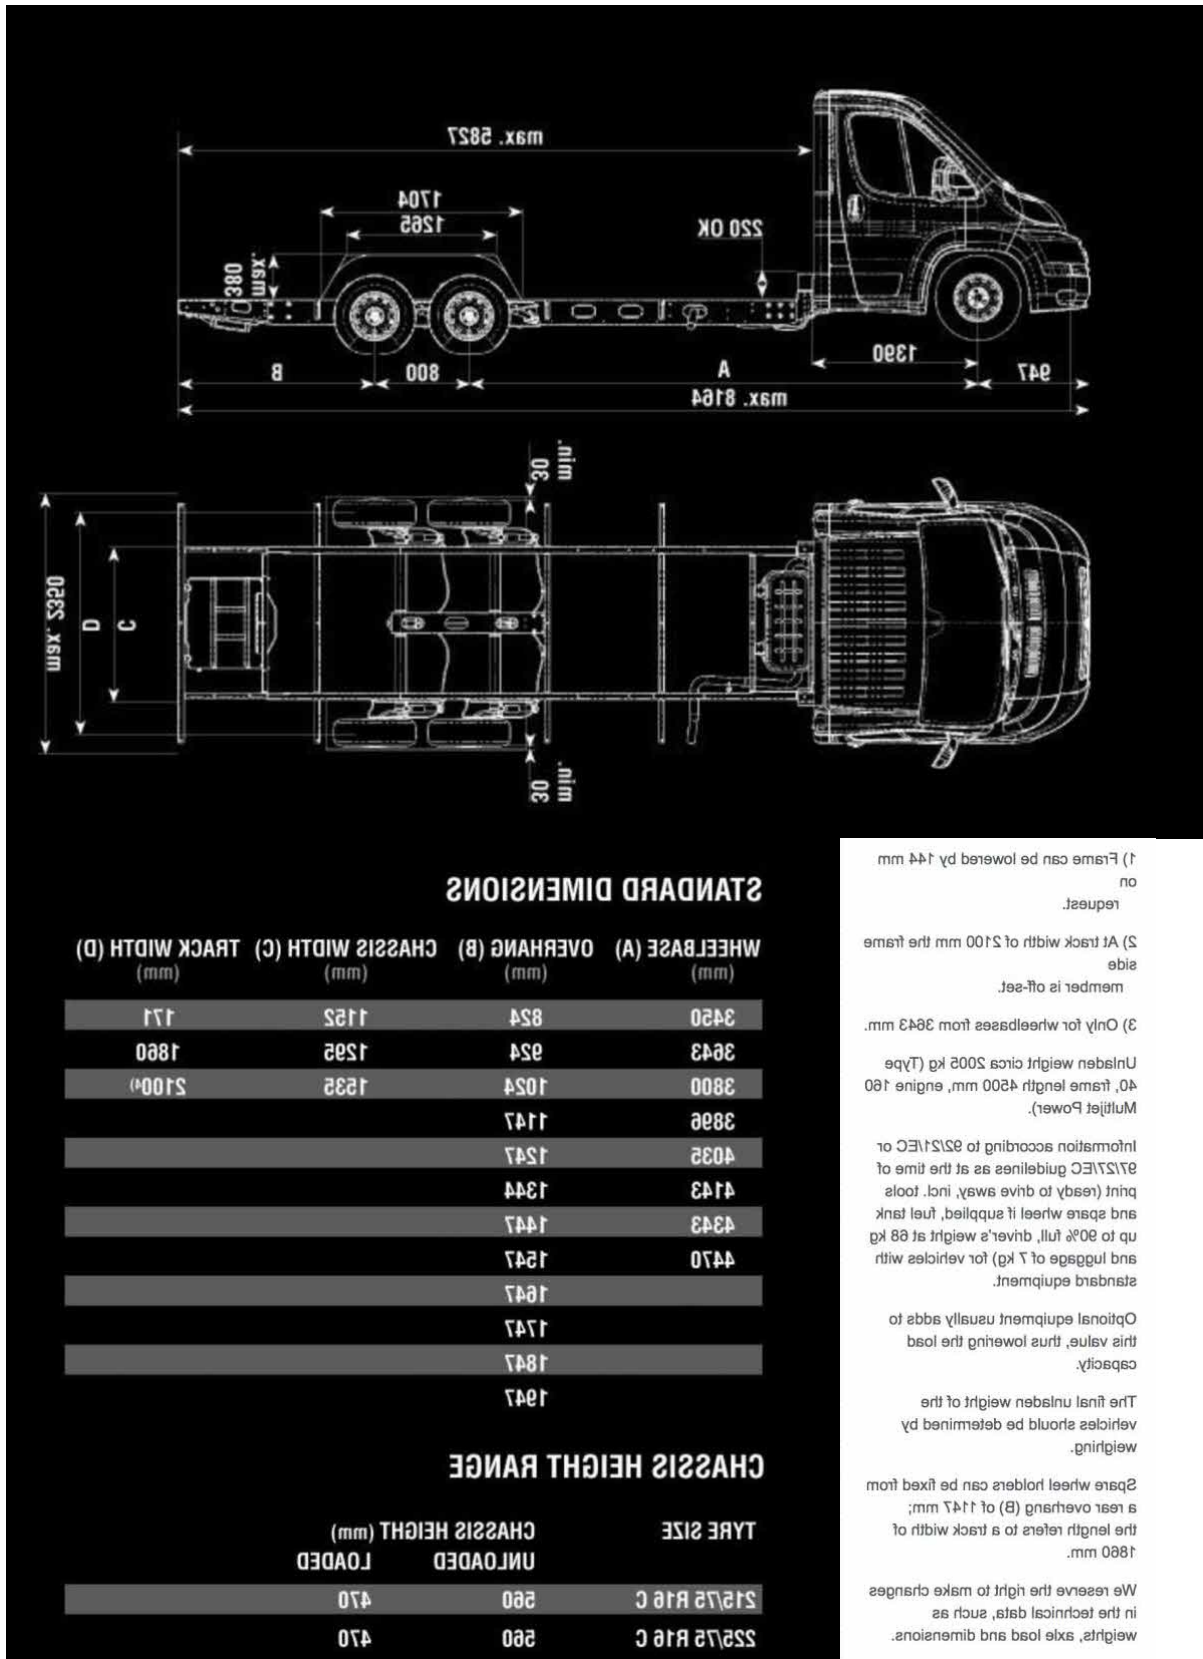 max. 5827
1704
1265
220 OK
380
max.
1390
947
A
800
B
max. 8164
30
min.
max. 2350
D
C
30
min.
1) Frame can be lowered by 144 mm
on
request.
2) At track width of 2100 mm the frame
side
member is off-set.
3) Only for wheelbases from 3643 mm.
Unladen weight circa 2005 kg (Type
40, frame length 4500 mm, engine 160
Multijet Power).
Information according to 92/21/EC or
97/27/EC guidelines as at the time of
print (ready to drive away, incl. tools
and spare wheel if supplied, fuel tank
up to 90% full, driver's weight at 68 kg
and luggage of 7 kg) for vehicles with
standard equipment.
Optional equipment usually adds to
this value, thus lowering the load
capacity.
The final unladen weight of the
vehicles should be determined by
weighing.
Spare wheel holders can be fixed from
a rear overhang (B) of 1147 mm;
the length refers to a track width of
1860 mm.
We reserve the right to make changes
in the technical data, such as
weights, axle load and dimensions.
STANDARD DIMENSIONS
WHEELBASE (A) OVERHANG (B) CHASSIS WIDTH (C) TRACK WIDTH (D)
(mm) (mm) (mm) (mm)
3450 824 1152 171
3643 924 1295 1860
3800 1024 1535 2100⁴⁾
3896 1147
4035 1247
4143 1344
4343 1447
4470 1547
1647
1747
1847
1947
CHASSIS HEIGHT RANGE
TYRE SIZE CHASSIS HEIGHT (mm)
UNLOADED LOADED
215/75 R16 C 560 470
225/75 R16 C 560 470